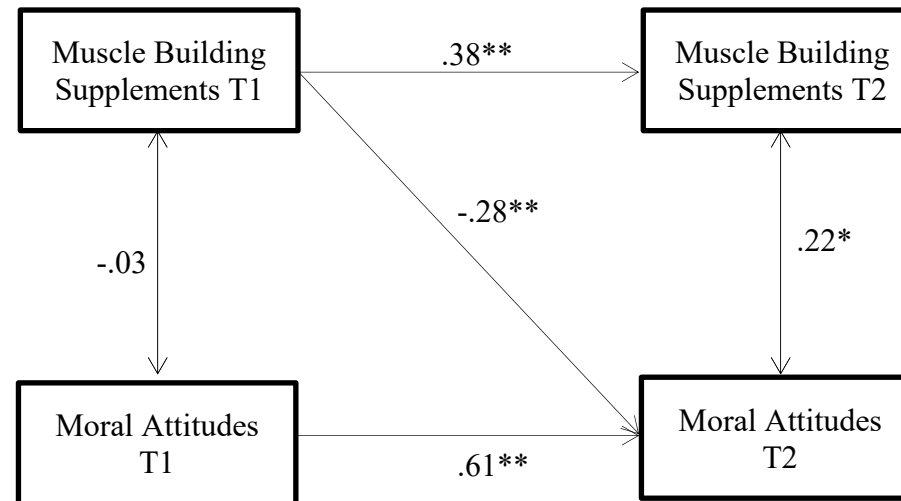 Muscle Building
Supplements T1
.38**
Muscle Building
Supplements T2
-.28**
-.03
.22*
Moral Attitudes
T1
.61**
Moral Attitudes
T2